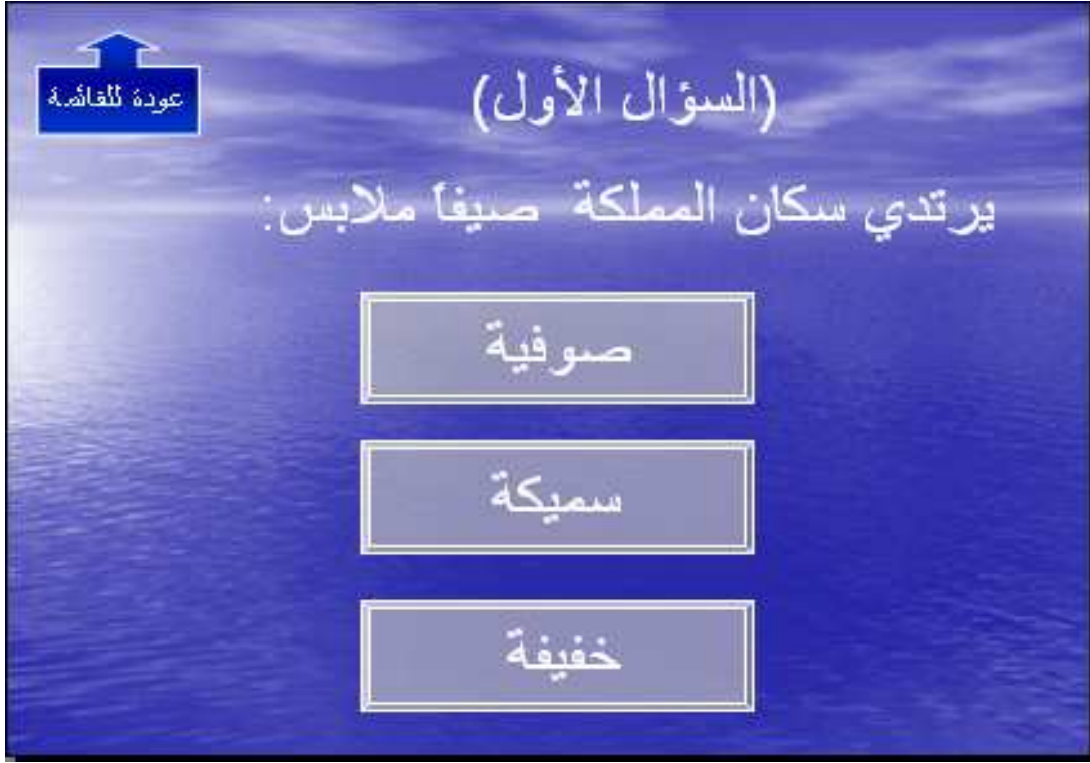 عودة للقائمة
(السؤال الأول)
يرتدي سكان المملكة صيفاً ملابس:
صوفية
سميكة
خفيفة